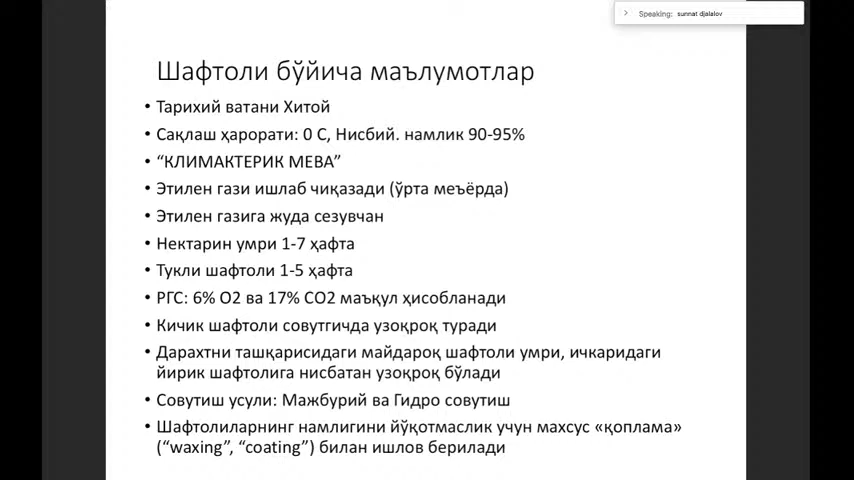 Speaking: sunnat djalalov
Шафтоли бўйича маълумотлар
• Тарихий ватани Хитой
• Сақлаш ҳарорати: 0 С, Нисбий. намлик 90-95%
• “КЛИМАКТЕРИК МЕВА”
• Этилен гази ишлаб чиқазади (ўрта меъёрда)
• Этилен газига жуда сезувчан
• Нектарин умри 1-7 ҳафта
• Тукли шафтоли 1-5 ҳафта
• РГС: 6% О2 ва 17% СО2 маъқул ҳисобланади
• Кичик шафтоли совутгичда узоқроқ туради
• Дарахтни ташқарисидаги майдароқ шафтоли умри, ичкаридаги
йирик шафтолига нисбатан узоқроқ бўлади
• Совутиш усули: Мажбурий ва Гидро совутиш
• Шафтолиларнинг намлигини йўқотмаслик учун махсус «қоплама»
(“waxing”, “coating”) билан ишлов берилади